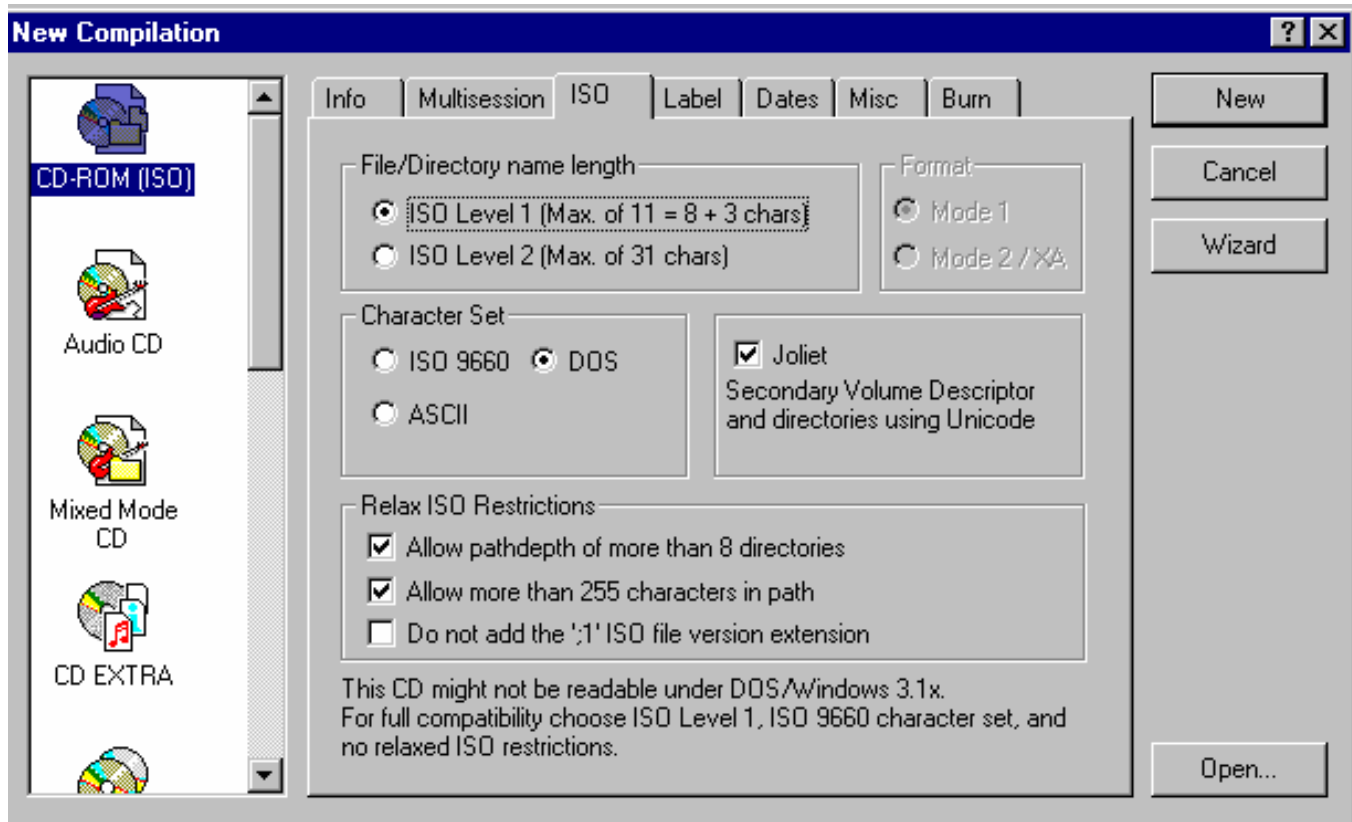 New Compilation
CD-ROM (ISO)
Audio CD
Mixed Mode
CD
CD EXTRA
Info Multisession ISO Label Dates Misc Burn
File/Directory name length
ISO Level 1 (Max. of 11 = 8 + 3 chars)
ISO Level 2 (Max. of 31 chars)
Format
Mode 1
Mode 2 / XA
Character Set
ISO 9660 DOS
ASCII
Joliet
Secondary Volume Descriptor
and directories using Unicode
Relax ISO Restrictions
Allow pathdepth of more than 8 directories
Allow more than 255 characters in path
Do not add the ';1' ISO file version extension
This CD might not be readable under DOS/Windows 3.1x.
For full compatibility choose ISO Level 1, ISO 9660 character set, and
no relaxed ISO restrictions.
New
Cancel
Wizard
Open...